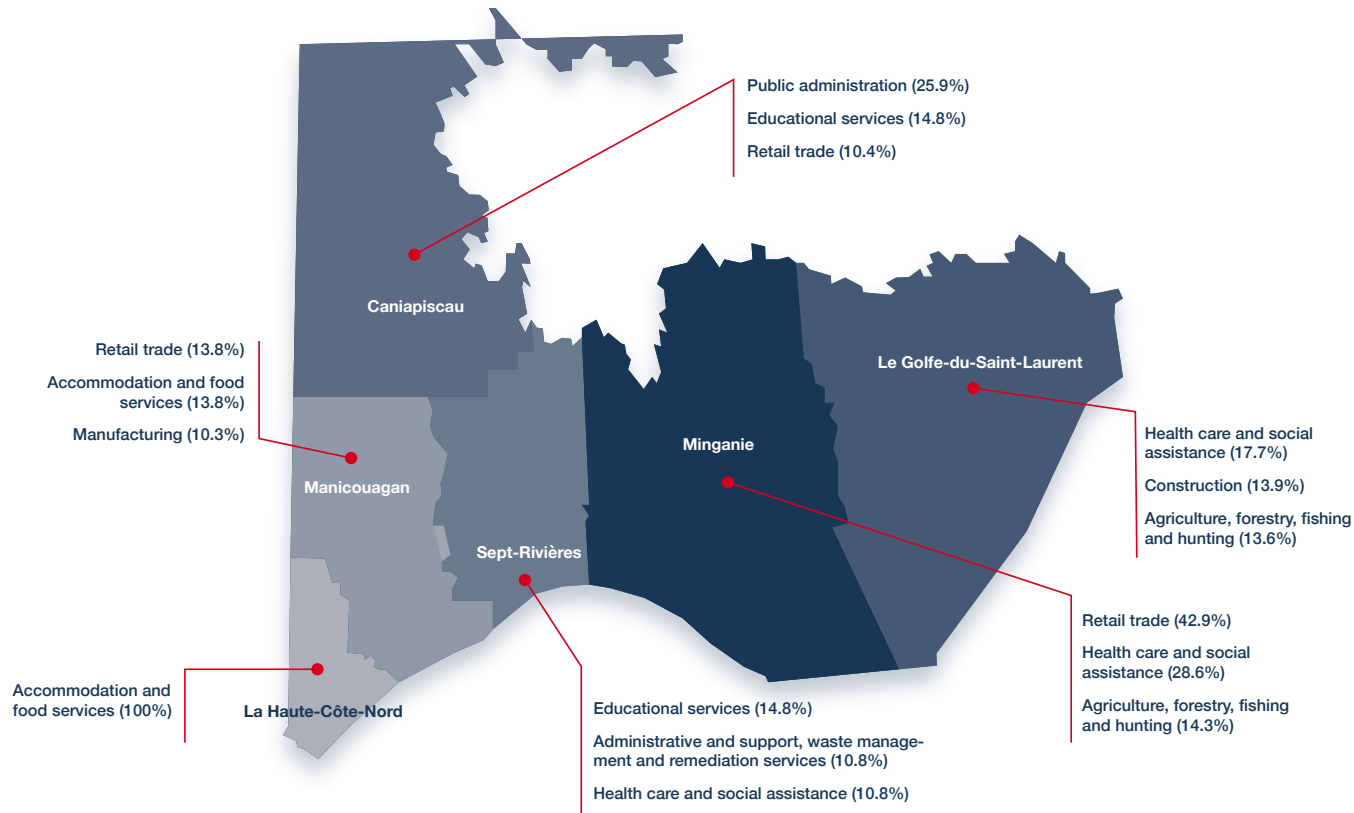 Public administration (25.9%)
Educational services (14.8%)
Retail trade (10.4%)
Caniapiscau
Retail trade (13.8%)
Accommodation and food
services (13.8%)
Manufacturing (10.3%)
Manicouagan
Le Golfe-du-Saint-Laurent
Health care and social
assistance (17.7%)
Construction (13.9%)
Agriculture, forestry, fishing
and hunting (13.6%)
Minganie
Retail trade (42.9%)
Health care and social
assistance (28.6%)
Agriculture, forestry, fishing
and hunting (14.3%)
Sept-Rivières
Educational services (14.8%)
Administrative and support, waste manage-
ment and remediation services (10.8%)
Health care and social assistance (10.8%)
Accommodation and
food services (100%)
La Haute-Côte-Nord